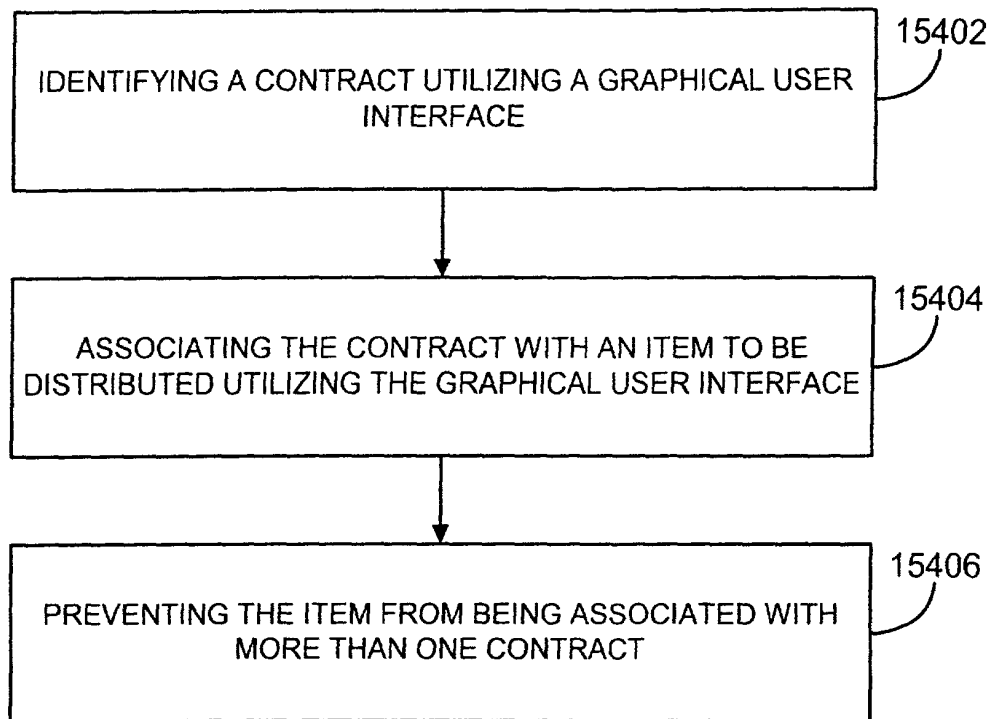 15402
IDENTIFYING A CONTRACT UTILIZING A GRAPHICAL USER
INTERFACE
15404
ASSOCIATING THE CONTRACT WITH AN ITEM TO BE
DISTRIBUTED UTILIZING THE GRAPHICAL USER INTERFACE
15406
PREVENTING THE ITEM FROM BEING ASSOCIATED WITH
MORE THAN ONE CONTRACT